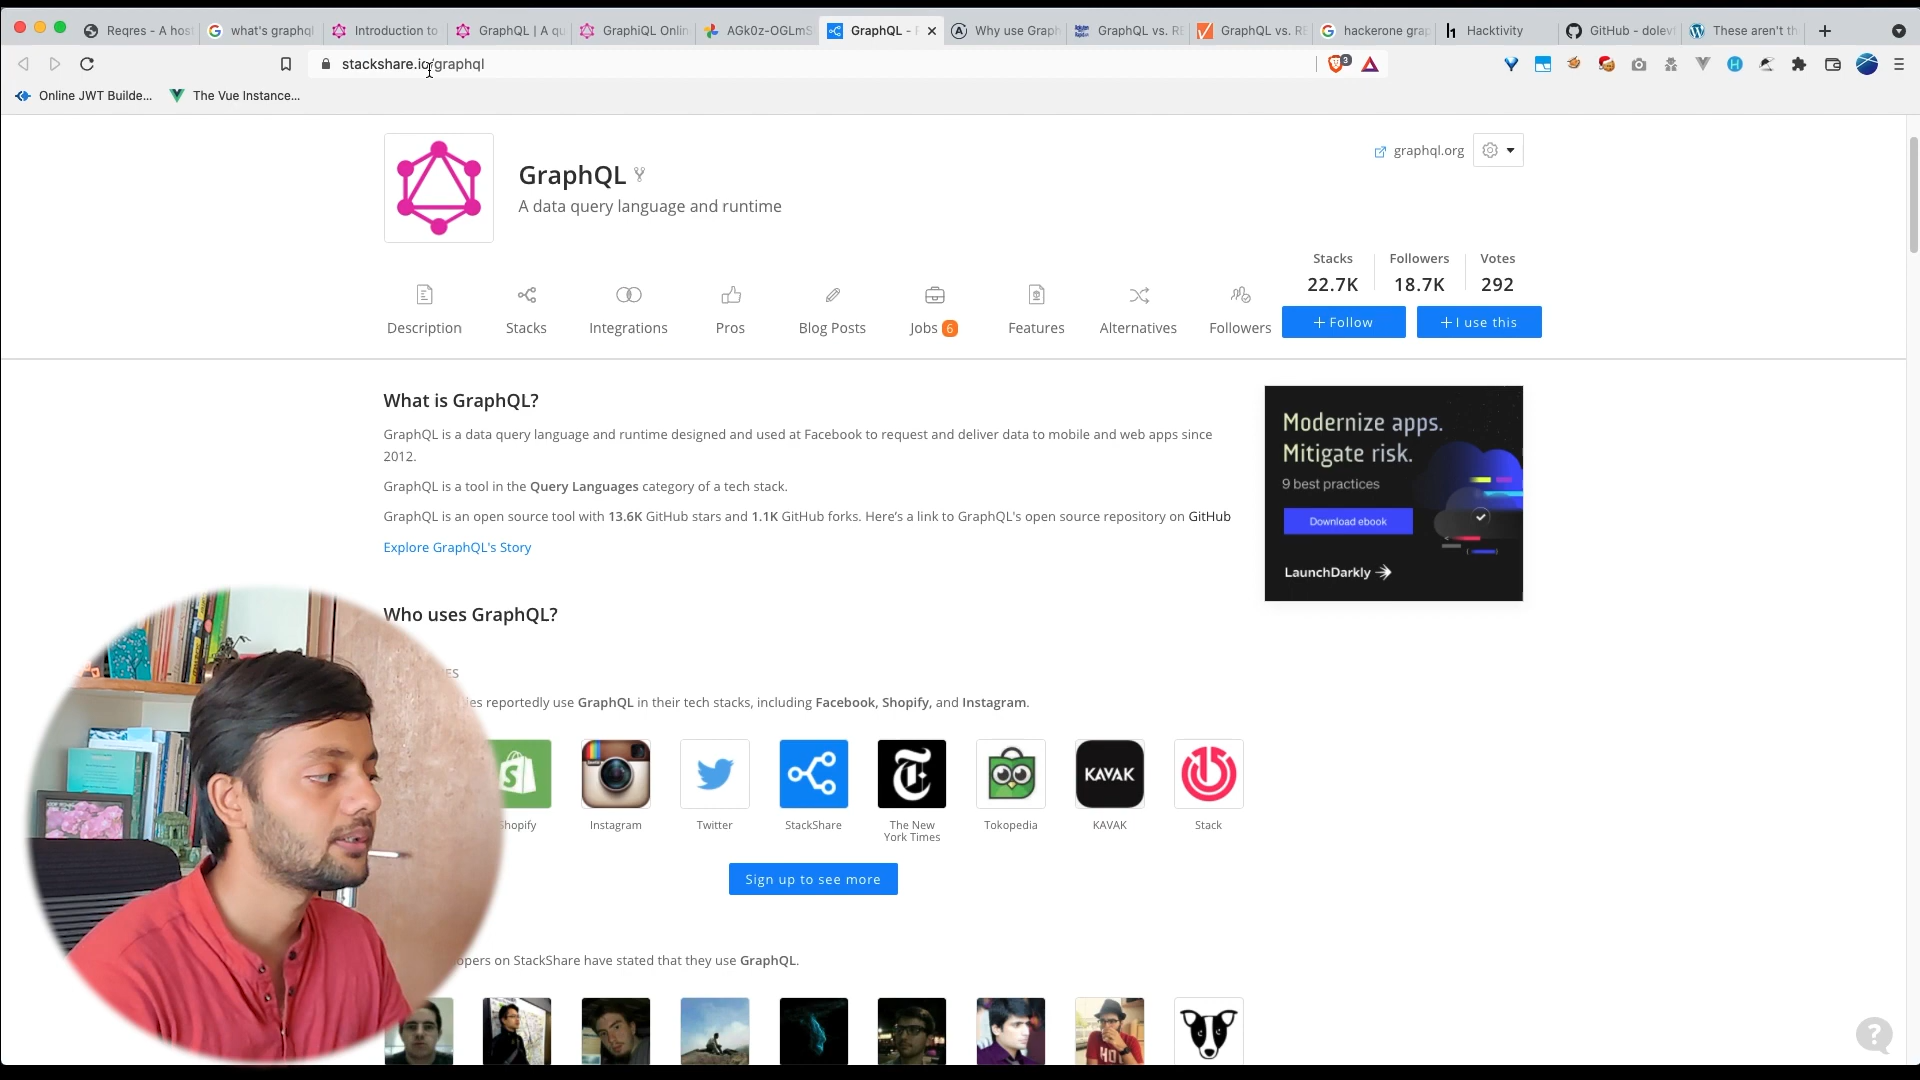 Reqres - A hos
what's graphql
Introduction to
GraphQL | A qu
GraphiQL Onlin
AGk0z-OGLmS
GraphQL - 
Why use Graph
GraphQL vs. RE
GraphQL vs. RE
hackerone grap
Hacktivity
GitHub - dolev
These aren't th
stackshare.io/graphql
3
Online JWT Builde...
The Vue Instance...
GraphQL
A data query language and runtime
graphql.org
Stacks
22.7K
Followers
18.7K
Votes
292
Description
Stacks
Integrations
Pros
Blog Posts
Jobs 6
Features
Alternatives
Followers
+ Follow
+ I use this
What is GraphQL?
GraphQL is a data query language and runtime designed and used at Facebook to request and deliver data to mobile and web apps since
2012.
GraphQL is a tool in the Query Languages category of a tech stack.
GraphQL is an open source tool with 13.6K GitHub stars and 1.1K GitHub forks. Here's a link to GraphQL's open source repository on GitHub
Explore GraphQL's Story
Modernize apps.
Mitigate risk.
9 best practices
Download ebook
LaunchDarkly
Who uses GraphQL?
reportedly use GraphQL in their tech stacks, including Facebook, Shopify, and Instagram.
KAVAK
Shopify
Instagram
Twitter
StackShare
The New
York Times
Tokopedia
KAVAK
Stack
Sign up to see more
on StackShare have stated that they use GraphQL.
?